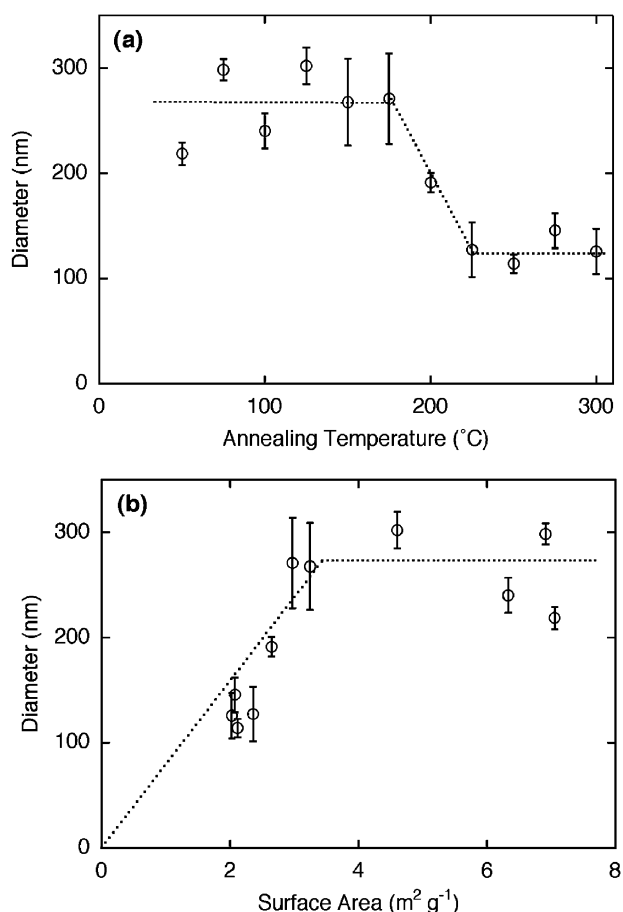 (a)
300
200
100
0
Diameter (nm)
0 100 200 300
Annealing Temperature (˚C)
(b)
300
200
100
0
Diameter (nm)
0 2 4 6 8
Surface Area (m² g⁻¹)